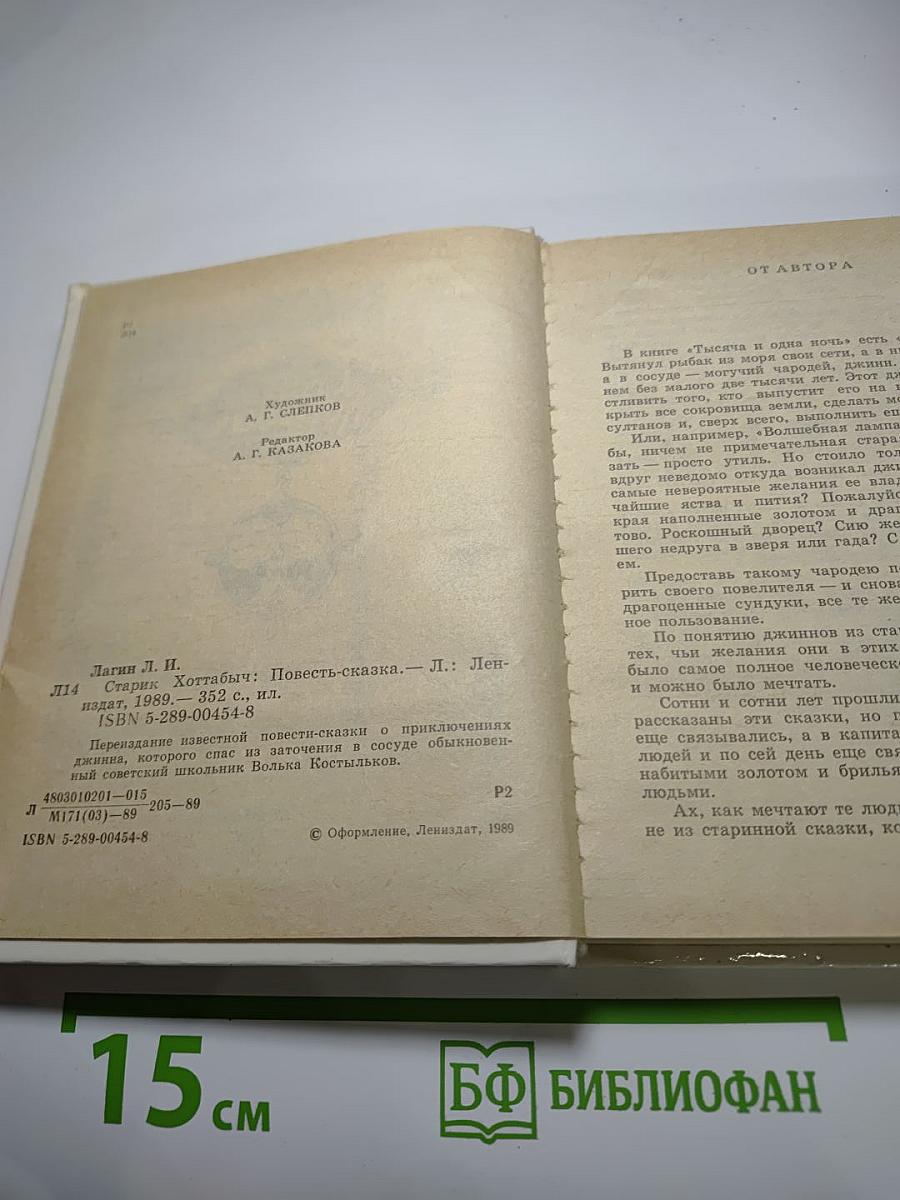 Р2
Л14
Художник
А. Г. СЛЕПКОВ
Редактор
А. Г. КАЗАКОВА
Лагин Л. И.
Л14 Старик Хоттабыч: Повесть-сказка.— Л.: Лен-
издат, 1989.— 352 с., ил.
ISBN 5-289-00454-8
Переиздание известной повести-сказки о приключениях
джинна, которого спас из заточения в сосуде обыкновен-
ный советский школьник Волька Костыльков.
Л 4803010201—015
М171(03)—89 205—89
Р2
ISBN 5-289-00454-8
© Оформление, Лениздат, 1989
ОТ АВТОРА
В книге «Тысяча и одна ночь» есть
Вытянул рыбак из моря свои сети, а в
а в сосуде — могучий чародей, джинн.
нем без малого две тысячи лет. Этот
стливить того, кто выпустит его на
крыть все сокровища земли, сделать
султанов и, сверх всего, выполнить
Или, например, «Волшебная лампа
бы, ничем не примечательная
зать — просто утиль. Но стоило
вдруг неведомо откуда возникал
самые невероятные желания ее
чайшие яства и пития?
края наполненные золотом и
тово. Роскошный дворец? Сию
шего недруга в зверя или гада? С
ем.
Предоставь такому чародею
рить своего повелителя — и снова
драгоценные сундуки, все те же
ное пользование.
По понятию джиннов из
тех, чьи желания они в этих
было самое полное
и можно было мечтать.
Сотни и сотни лет прошли
рассказаны эти сказки, но
еще связывались, а в
людей и по сей день еще
набитыми золотом и
людьми.
Ах, как мечтают те
не из старинной сказки,
15 см
БФ БИБЛИОФАН